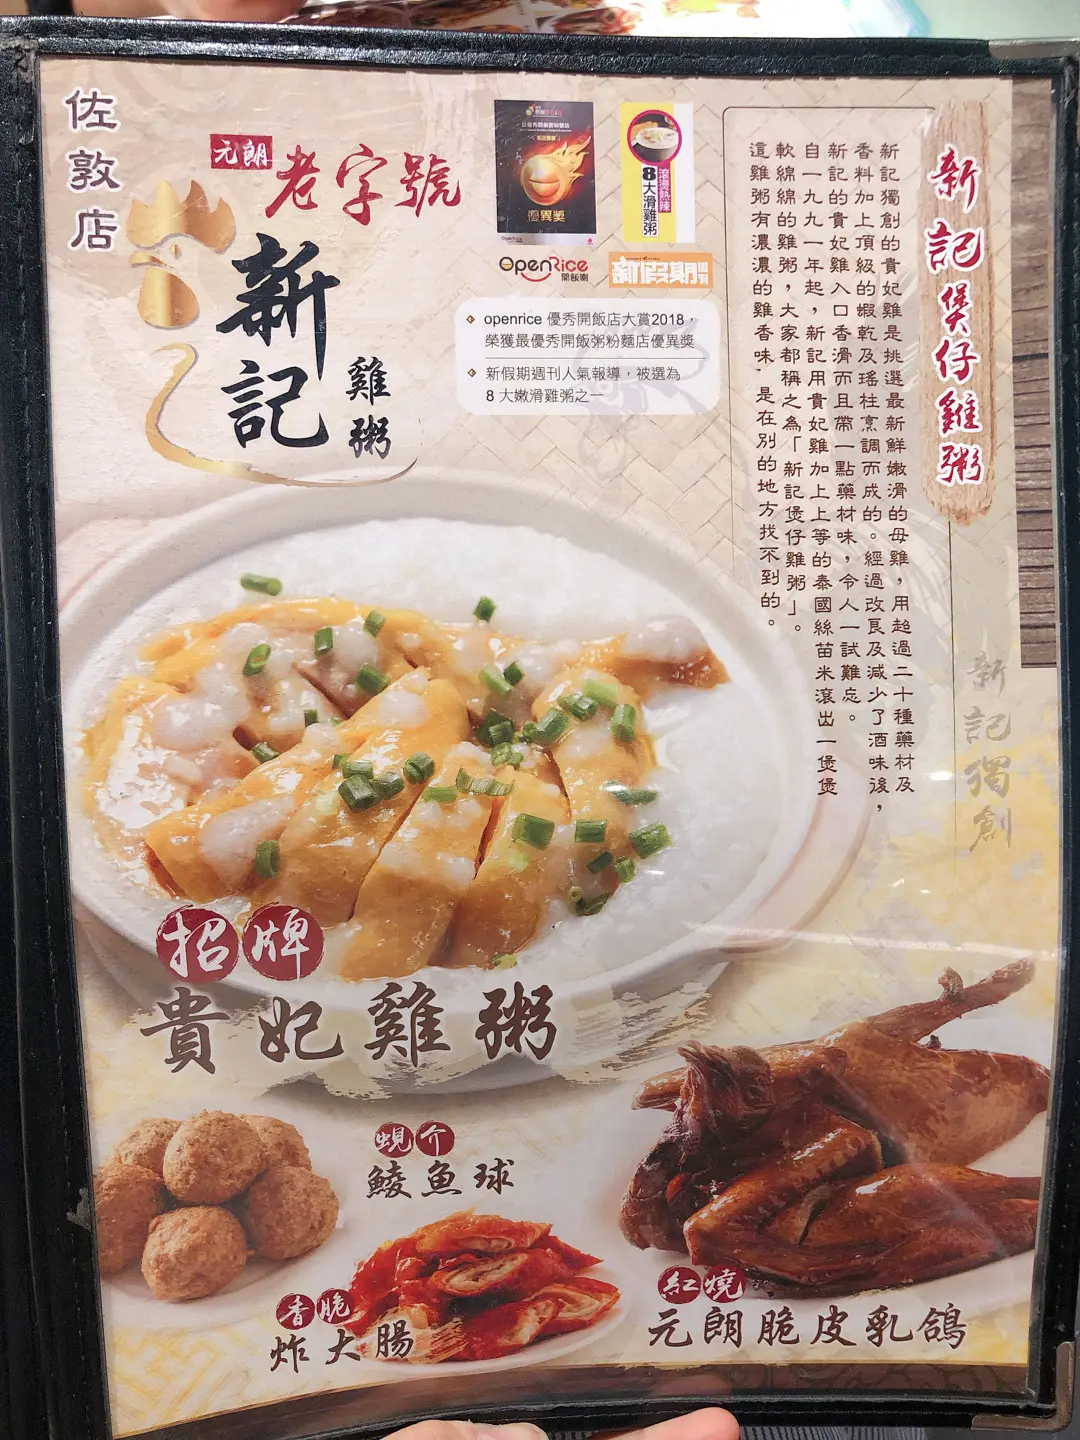 佐敦店
元朗
老字號
新記
雞粥
優異獎
滾燙熱辣
8大滑雞粥
OpenRice
開飯喇
新假期
openrice 優秀開飯店大賞2018，
榮獲最優秀開飯粥粉麵店優異獎
新假期週刊人氣報導，被選為
8 大嫩滑雞粥之一
新記煲仔雞粥
新記獨創的貴妃雞是挑選最新鮮嫩滑的母雞，用超過二十種藥材及
香料加上頂級的蝦乾及瑤柱烹調而成的。經過改良及減少了酒味後，
新記的貴妃雞入口香滑而且帶一點藥材味，令人一試難忘。
自一九九一年起，新記用貴妃雞加上上等的泰國絲苗米滾出一煲煲
軟綿綿的雞粥，大家都稱之為「新記煲仔雞粥」。
這雞粥有濃濃的雞香味，是在別的地方找不到的。
新記獨創
招牌
貴妃雞粥
蜆介
鯪魚球
香脆
炸大腸
紅燒
元朗脆皮乳鴿